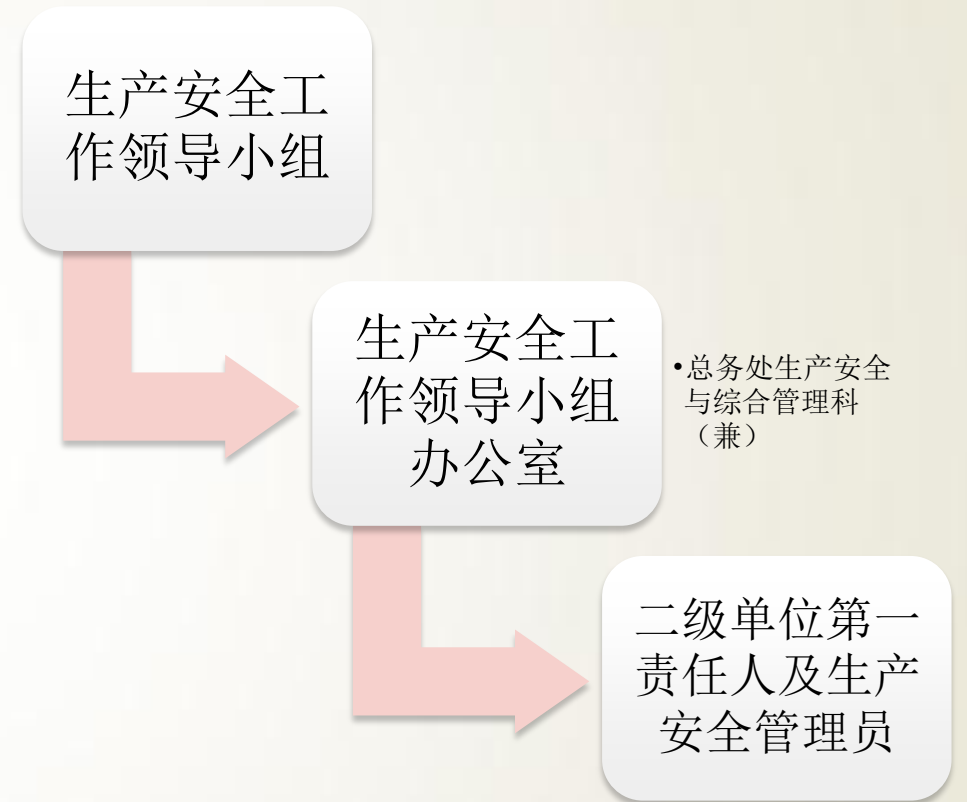 生产安全工
作领导小组
生产安全工
作领导小组
办公室
•总务处生产安全
与综合管理科
（兼）
二级单位第一
责任人及生产
安全管理员